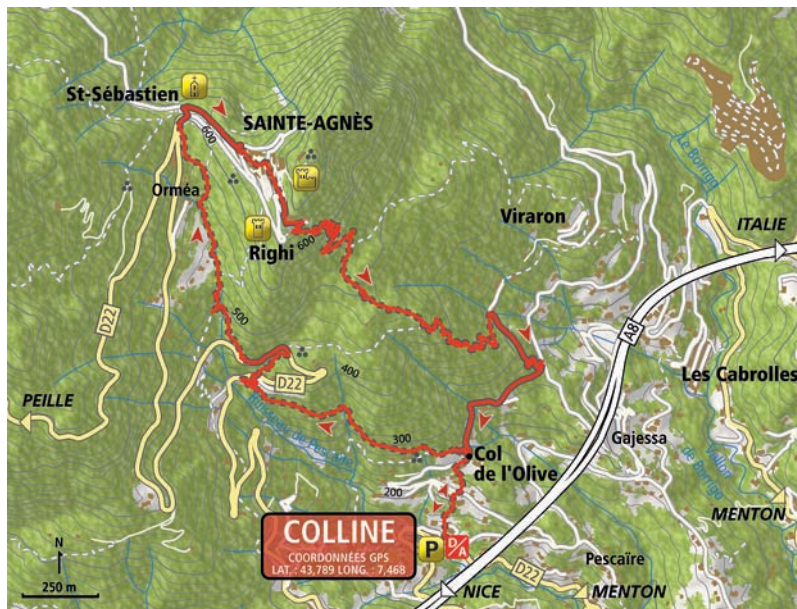 St-Sébastien
SAINTE-AGNÈS
600
Orméa
Righi
600
Viraron
La Borrigo
ITALIE
A8
D22
500
400
D22
PEILLE
Les Cabrolles
300
Gajessa
Col
de l'Olive
200
MENTON
COLLINE
COORDONNÉES GPS
LAT. : 43,789 LONG. : 7,468
P
D/A
Pescaïre
D22
N
250 m
NICE
MENTON